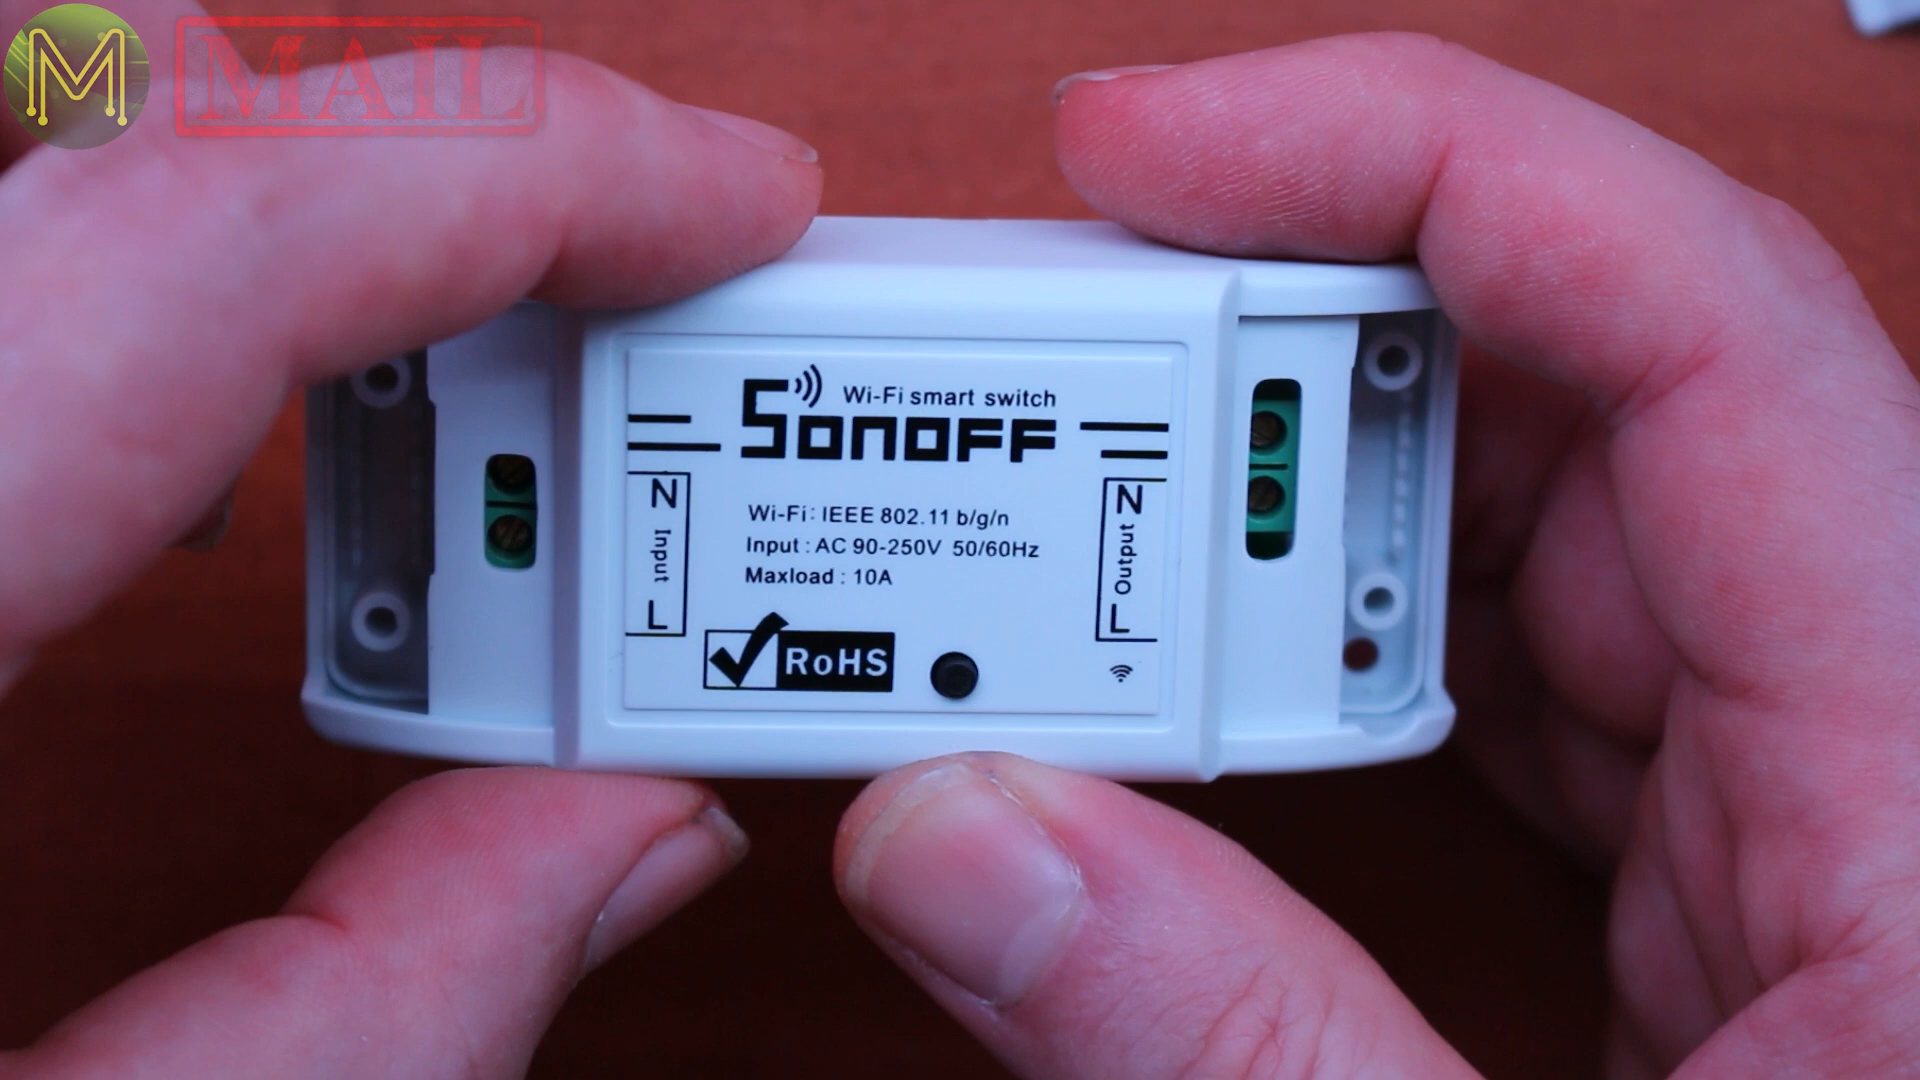 M
MAIL
Wi-Fi smart switch
SONOFF
N Input L
N Output L
Wi-Fi: IEEE 802.11 b/g/n
Input : AC 90-250V 50/60Hz
Maxload : 10A
RoHS